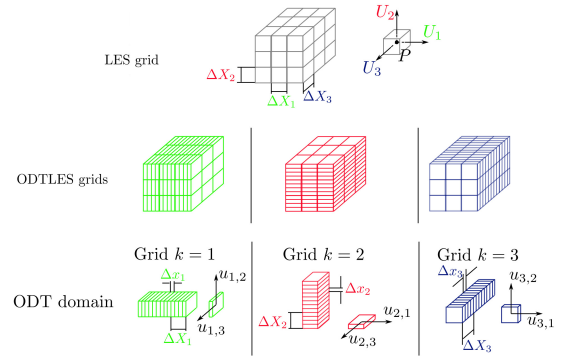 U₂
U₁
U₃ P
LES grid
ΔX₂
ΔX₁ ΔX₃
ODTLES grids
Grid k = 1 Grid k = 2 Grid k = 3
Δx₁ u₁,₂ Δx₃ u₃,₂
ODT domain
Δx₂
ΔX₂ u₂,₁ u₃,₁
ΔX₁ u₁,₃ u₂,₃ ΔX₃